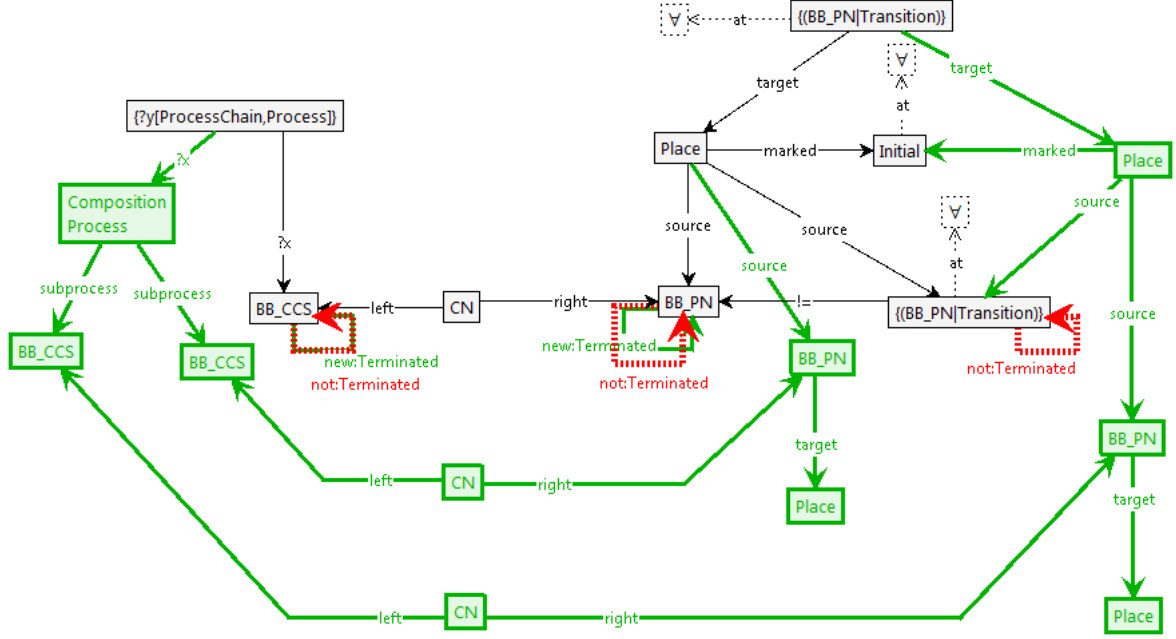 {(BB_PN|Transition)}
∀
at
∀
target
target
at
{?y[ProcessChain,Process]}
Place
marked
Initial
marked
Place
?x
Composition
Process
∀
source
source
source
?x
source
at
subprocess
subprocess
BB_CCS
left
CN
right
BB_PN
!=
{(BB_PN|Transition)}
source
BB_CCS
BB_CCS
new:Terminated
not:Terminated
new:Terminated
not:Terminated
BB_PN
not:Terminated
BB_PN
target
left
CN
right
Place
target
left
CN
right
Place